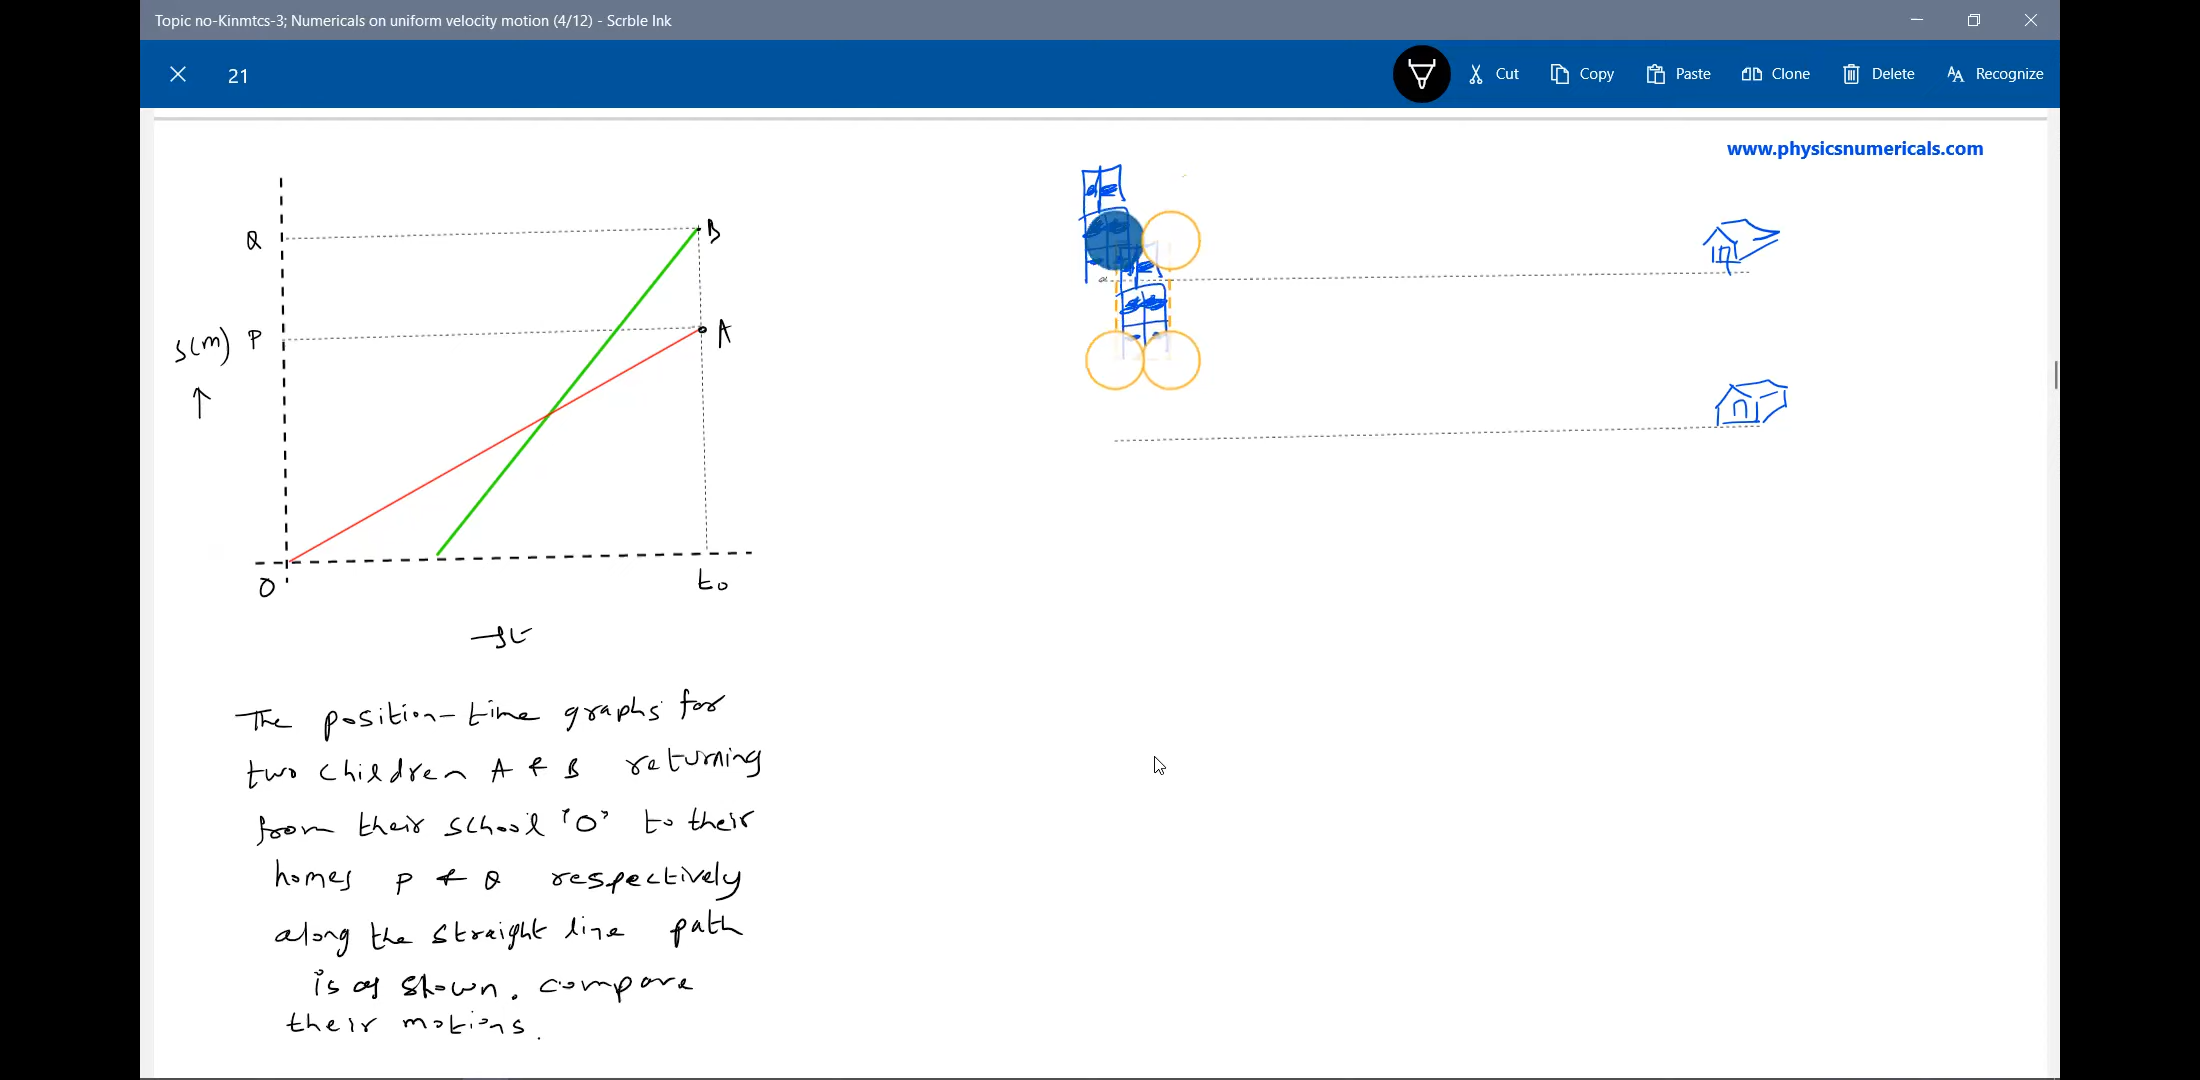 Topic no-Kinmtcs-3; Numericals on uniform velocity motion (4/12) - Scrble Ink
21
Cut
Copy
Paste
Clone
Delete
Recognize
www.physicsnumericals.com
Q
B
S(m)
P
A
O
to
t
The position-time graphs for
two children A & B returning
from their school 'O' to their
homes P & Q respectively
along the straight line path
is as shown. compare
their motions.